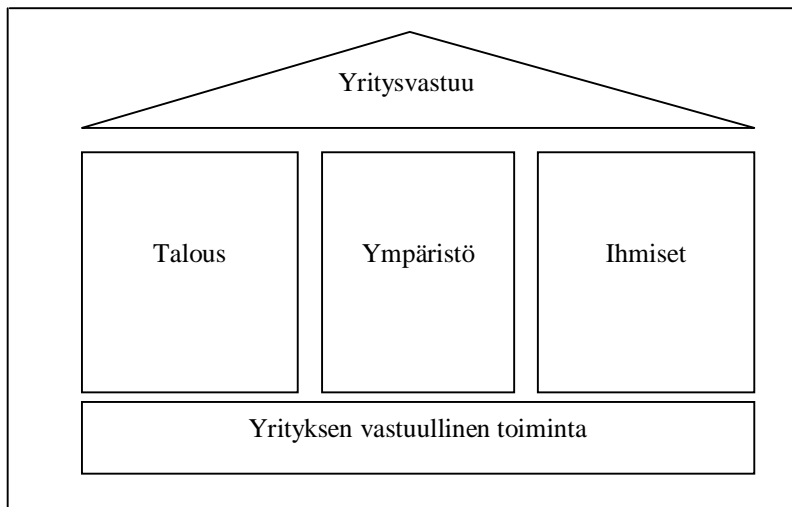 Yritysvastuu
Talous
Ympäristö
Ihmiset
Yrityksen vastuullinen toiminta